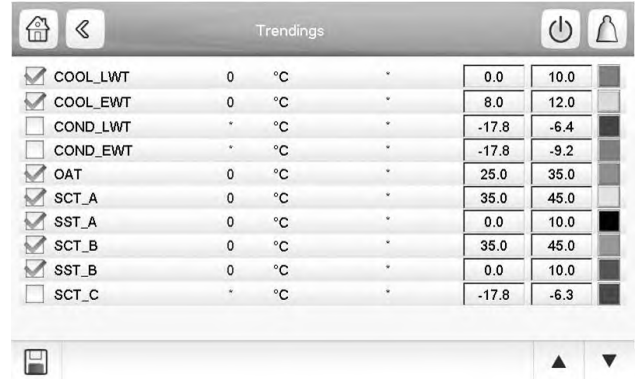 Trendings
COOL_LWT 0 °C * 0.0 10.0
COOL_EWT 0 °C * 8.0 12.0
COND_LWT * °C * -17.8 -6.4
COND_EWT * °C * -17.8 -9.2
OAT 0 °C * 25.0 35.0
SCT_A 0 °C * 35.0 45.0
SST_A 0 °C * 0.0 10.0
SCT_B 0 °C * 35.0 45.0
SST_B 0 °C * 0.0 10.0
SCT_C * °C * -17.8 -6.3